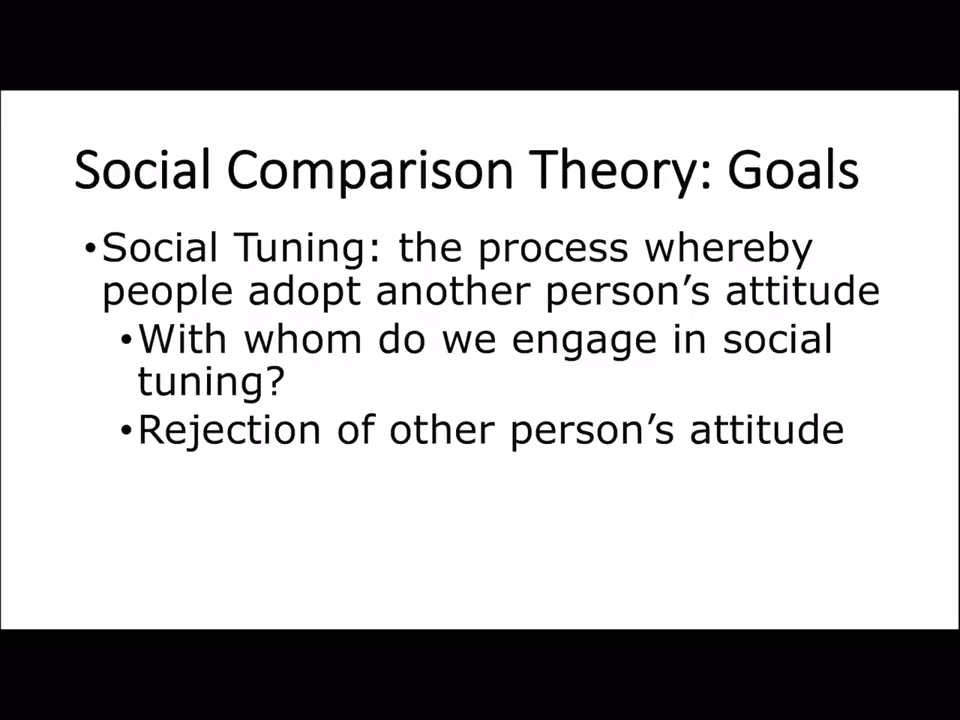 Social Comparison Theory: Goals
•Social Tuning: the process whereby
people adopt another person’s attitude
•With whom do we engage in social
tuning?
•Rejection of other person’s attitude